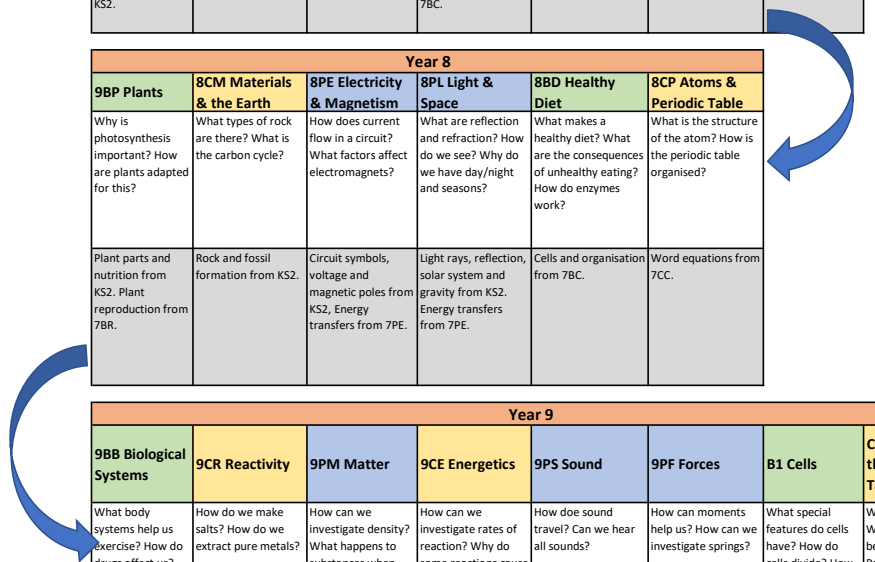 KS2.
7BC.
Year 8
9BP Plants
8CM Materials
& the Earth
8PE Electricity
& Magnetism
8PL Light &
Space
8BD Healthy
Diet
8CP Atoms &
Periodic Table
Why is
photosynthesis
important? How
are plants adapted
for this?
What types of rock
are there? What is
the carbon cycle?
How does current
flow in a circuit?
What factors affect
electromagnets?
What are reflection
and refraction? How
do we see? Why do
we have day/night
and seasons?
What makes a
healthy diet? What
are the consequences
of unhealthy eating?
How do enzymes
work?
What is the structure
of the atom? How is
the periodic table
organised?
Plant parts and
nutrition from
KS2. Plant
reproduction from
7BR.
Rock and fossil
formation from KS2.
Circuit symbols,
voltage and
magnetic poles from
KS2, Energy
transfers from 7PE.
Light rays, reflection,
solar system and
gravity from KS2.
Energy transfers
from 7PE.
Cells and organisation
from 7BC.
Word equations from
7CC.
Year 9
9BB Biological
Systems
9CR Reactivity
9PM Matter
9CE Energetics
9PS Sound
9PF Forces
B1 Cells
What body
systems help us
exercise? How do
drugs affect us?
How do we make
salts? How do we
extract pure metals?
How can we
investigate density?
What happens to
substances when
How can we
investigate rates of
reaction? Why do
some reactions cause
How doe sound
travel? Can we hear
all sounds?
How can moments
help us? How can we
investigate springs?
What special
features do cells
have? How do
cells divide? How